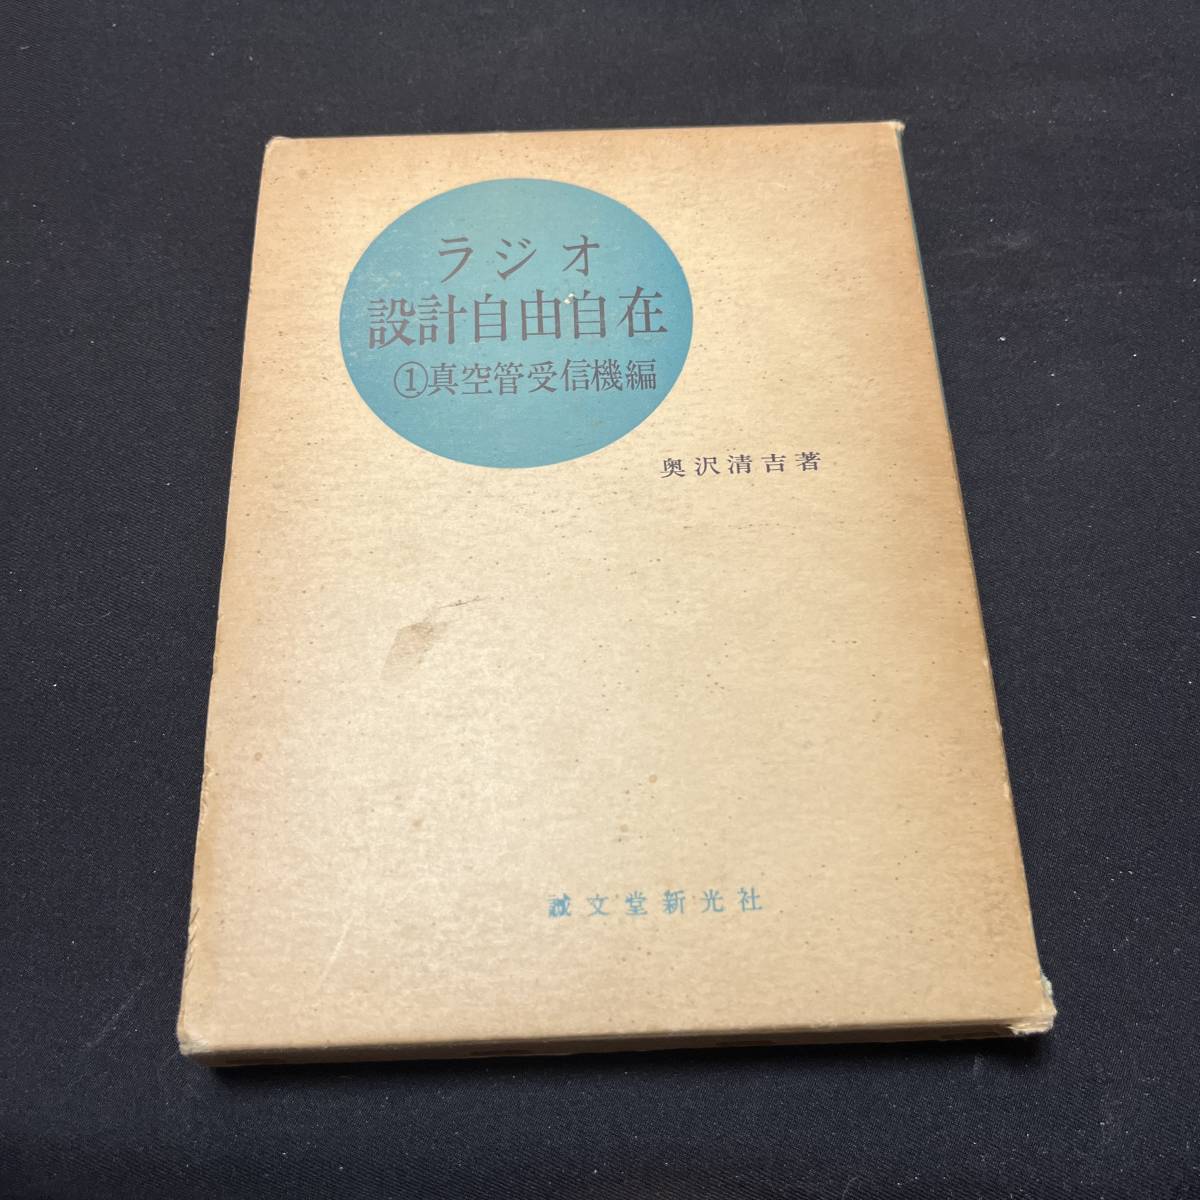 ラジオ
設計自由自在
①真空管受信機編
奥沢清吉著
誠文堂新光社